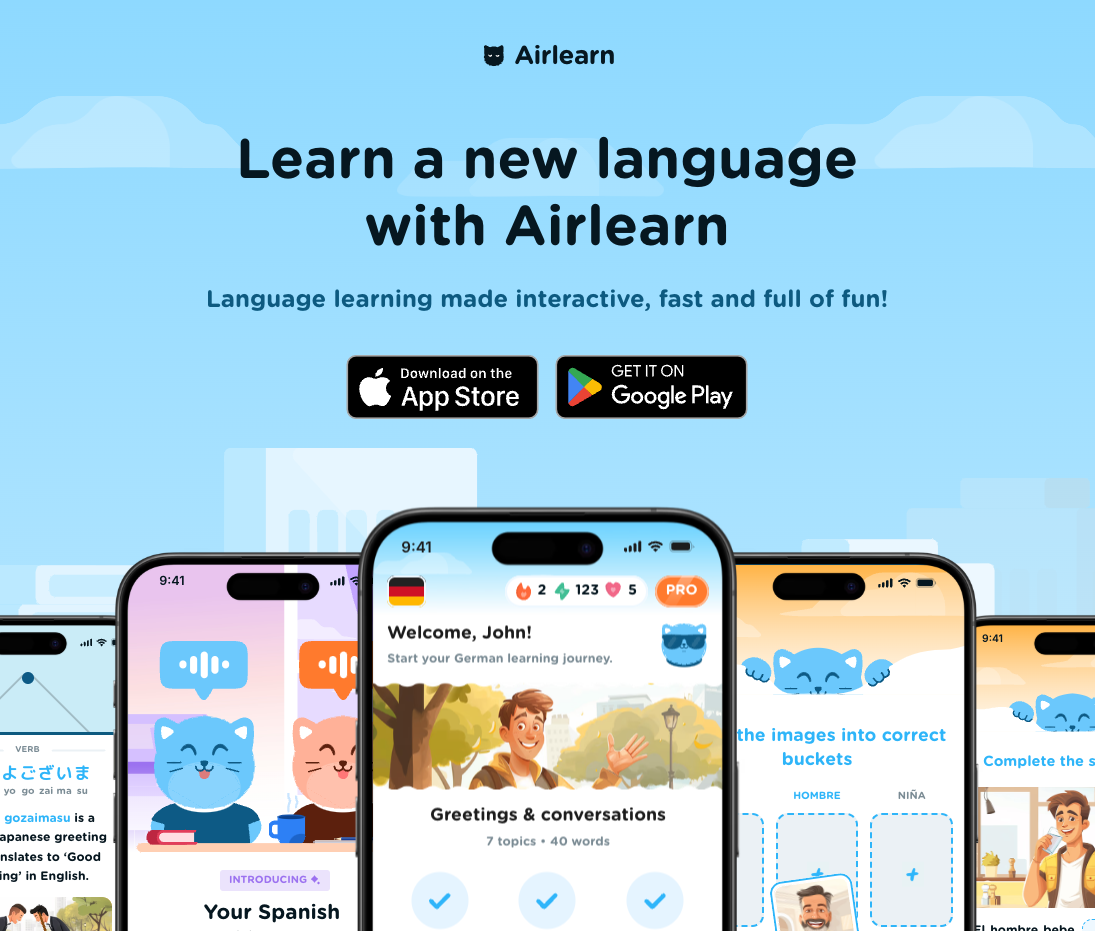 Airlearn
Learn a new language
with Airlearn
Language learning made interactive, fast and full of fun!
Download on the
App Store
GET IT ON
Google Play
VERB
よございま
yo go zai ma su
gozaimasu is a
apanese greeting
nslates to ‘Good
ing’ in English.
9:41
INTRODUCING
Your Spanish
9:41
2 123 5 PRO
Welcome, John!
Start your German learning journey.
Greetings & conversations
7 topics • 40 words
the images into correct
buckets
HOMBRE NIÑA
9:41
Complete the s
El hombre bebe